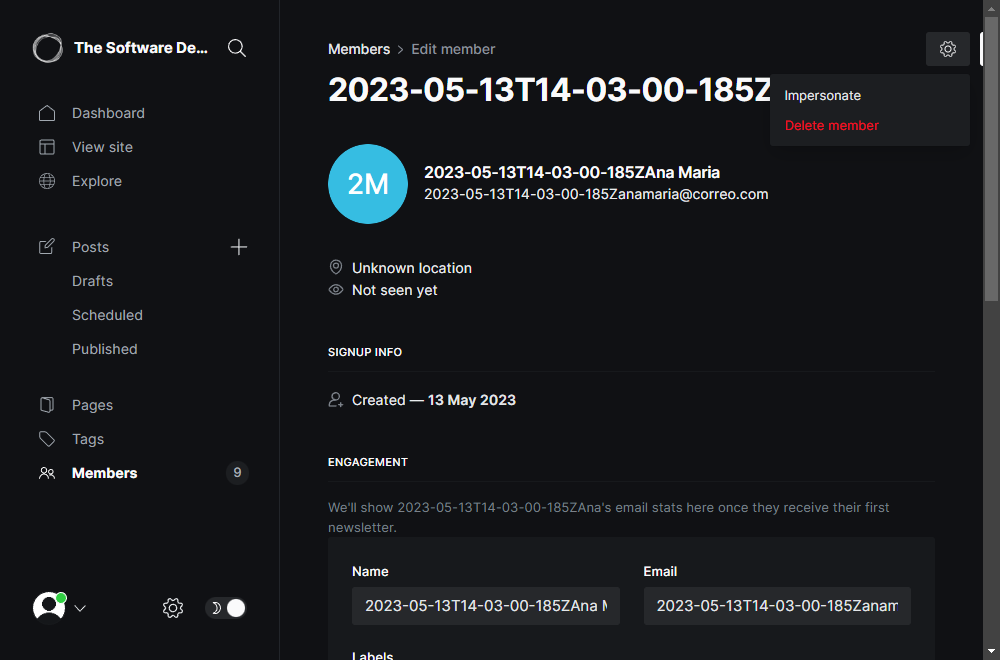 The Software De...
Dashboard
View site
Explore
Posts
Drafts
Scheduled
Published
Pages
Tags
Members
9
Members > Edit member
2023-05-13T14-03-00-185Z
Impersonate
Delete member
2M
2023-05-13T14-03-00-185ZAna Maria
2023-05-13T14-03-00-185Zanamaria@correo.com
Unknown location
Not seen yet
SIGNUP INFO
Created — 13 May 2023
ENGAGEMENT
We'll show 2023-05-13T14-03-00-185ZAna's email stats here once they receive their first
newsletter.
Name
2023-05-13T14-03-00-185ZAna
Email
2023-05-13T14-03-00-185Zanam
Labels